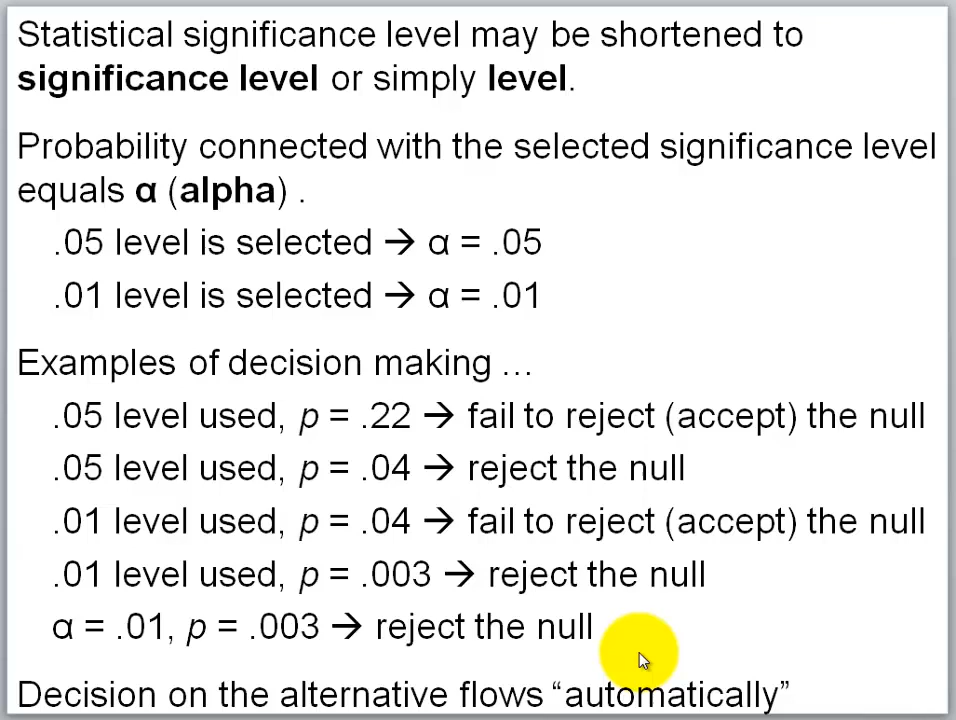 Statistical significance level may be shortened to
significance level or simply level.
Probability connected with the selected significance level
equals α (alpha) .
.05 level is selected → α = .05
.01 level is selected → α = .01
Examples of decision making …
.05 level used, p = .22 → fail to reject (accept) the null
.05 level used, p = .04 → reject the null
.01 level used, p = .04 → fail to reject (accept) the null
.01 level used, p = .003 → reject the null
α = .01, p = .003 → reject the null
Decision on the alternative flows “automatically”